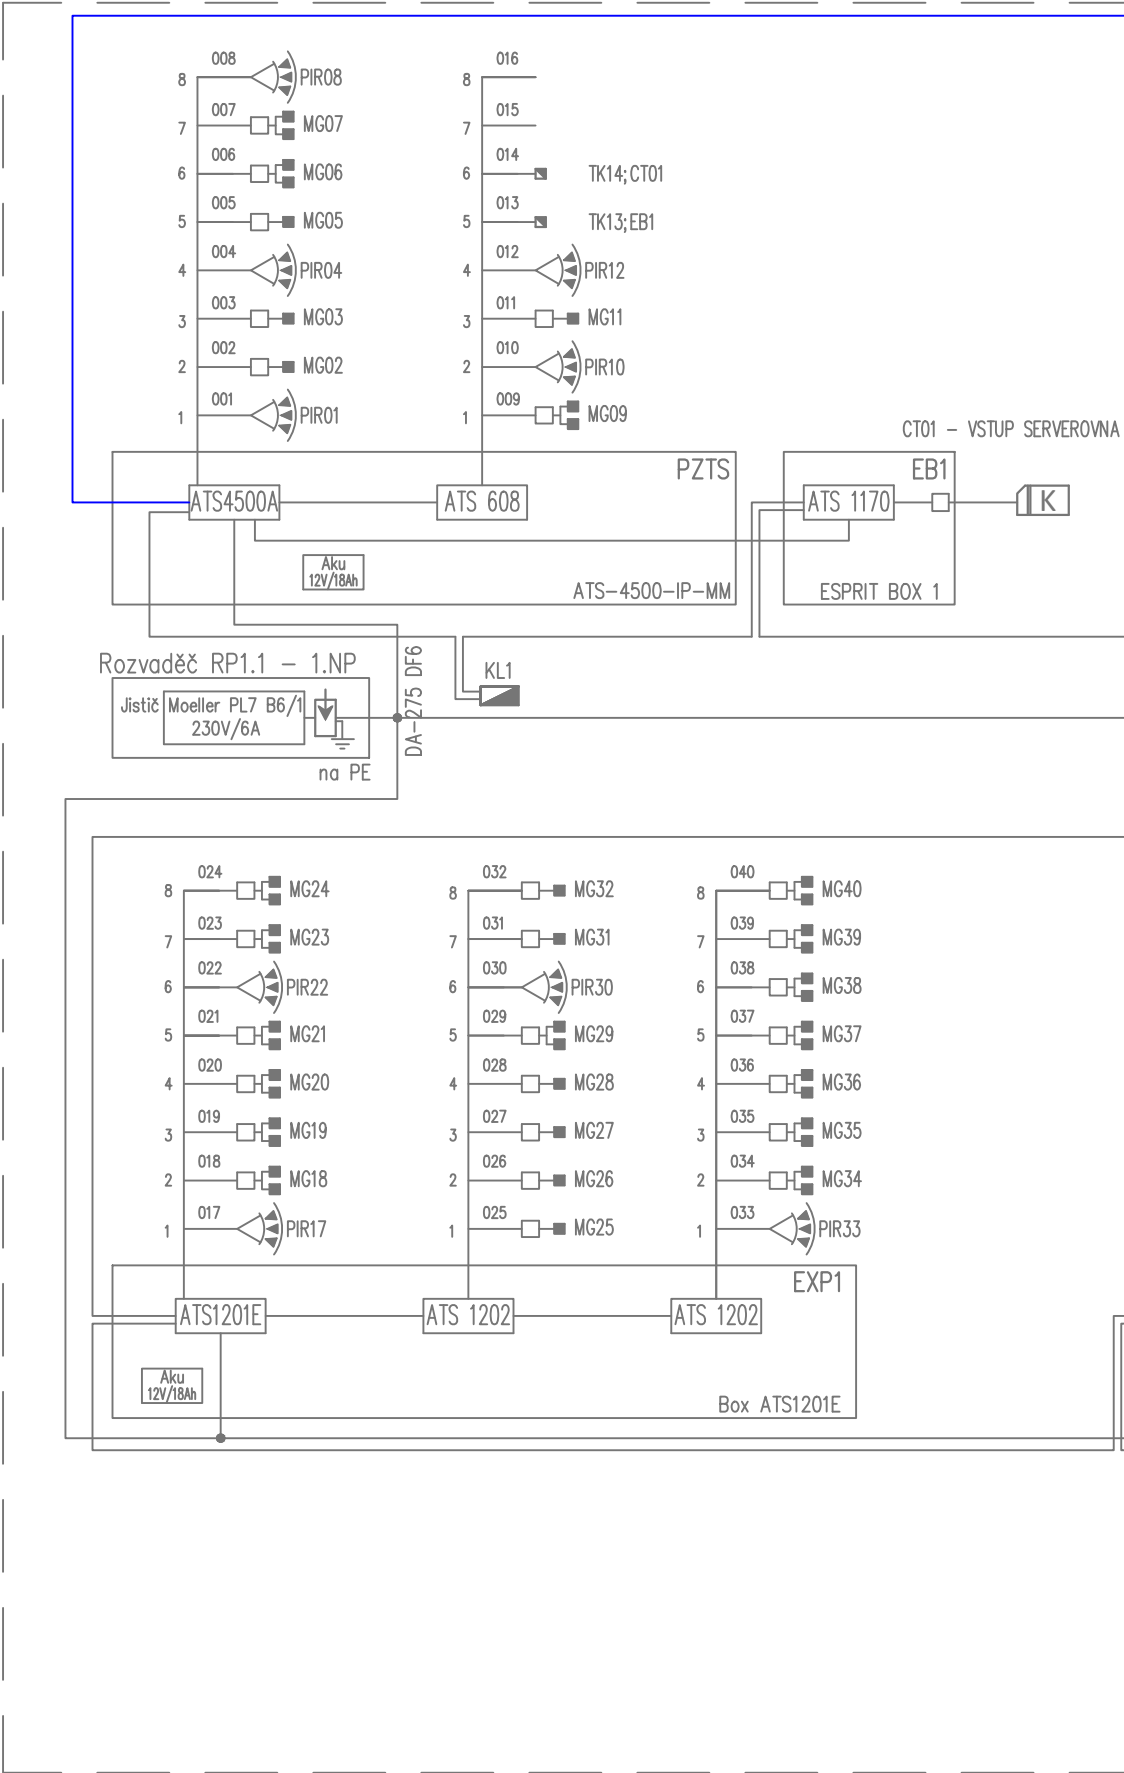 008
8
PIR08
007
7
MG07
006
6
MG06
005
5
MG05
004
4
PIR04
003
3
MG03
002
2
MG02
001
1
PIR01
016
8
015
7
014
6
TK14;CT01
013
5
TK13;EB1
012
4
PIR12
011
3
MG11
010
2
PIR10
009
1
MG09
CT01 – VSTUP SERVEROVNA
PZTS
ATS4500A
ATS 608
Aku
12V/18Ah
ATS-4500-IP-MM
EB1
ATS 1170
K
ESPRIT BOX 1
Rozvaděč RP1.1 – 1.NP
Jistič
Moeller PL7 B6/1
230V/6A
na PE
DA-275 DF6
KL1
024
8
MG24
023
7
MG23
022
6
PIR22
021
5
MG21
020
4
MG20
019
3
MG19
018
2
MG18
017
1
PIR17
032
8
MG32
031
7
MG31
030
6
PIR30
029
5
MG29
028
4
MG28
027
3
MG27
026
2
MG26
025
1
MG25
040
8
MG40
039
7
MG39
038
6
MG38
037
5
MG37
036
4
MG36
035
3
MG35
034
2
MG34
033
1
PIR33
EXP1
ATS1201E
ATS 1202
ATS 1202
Aku
12V/18Ah
Box ATS1201E